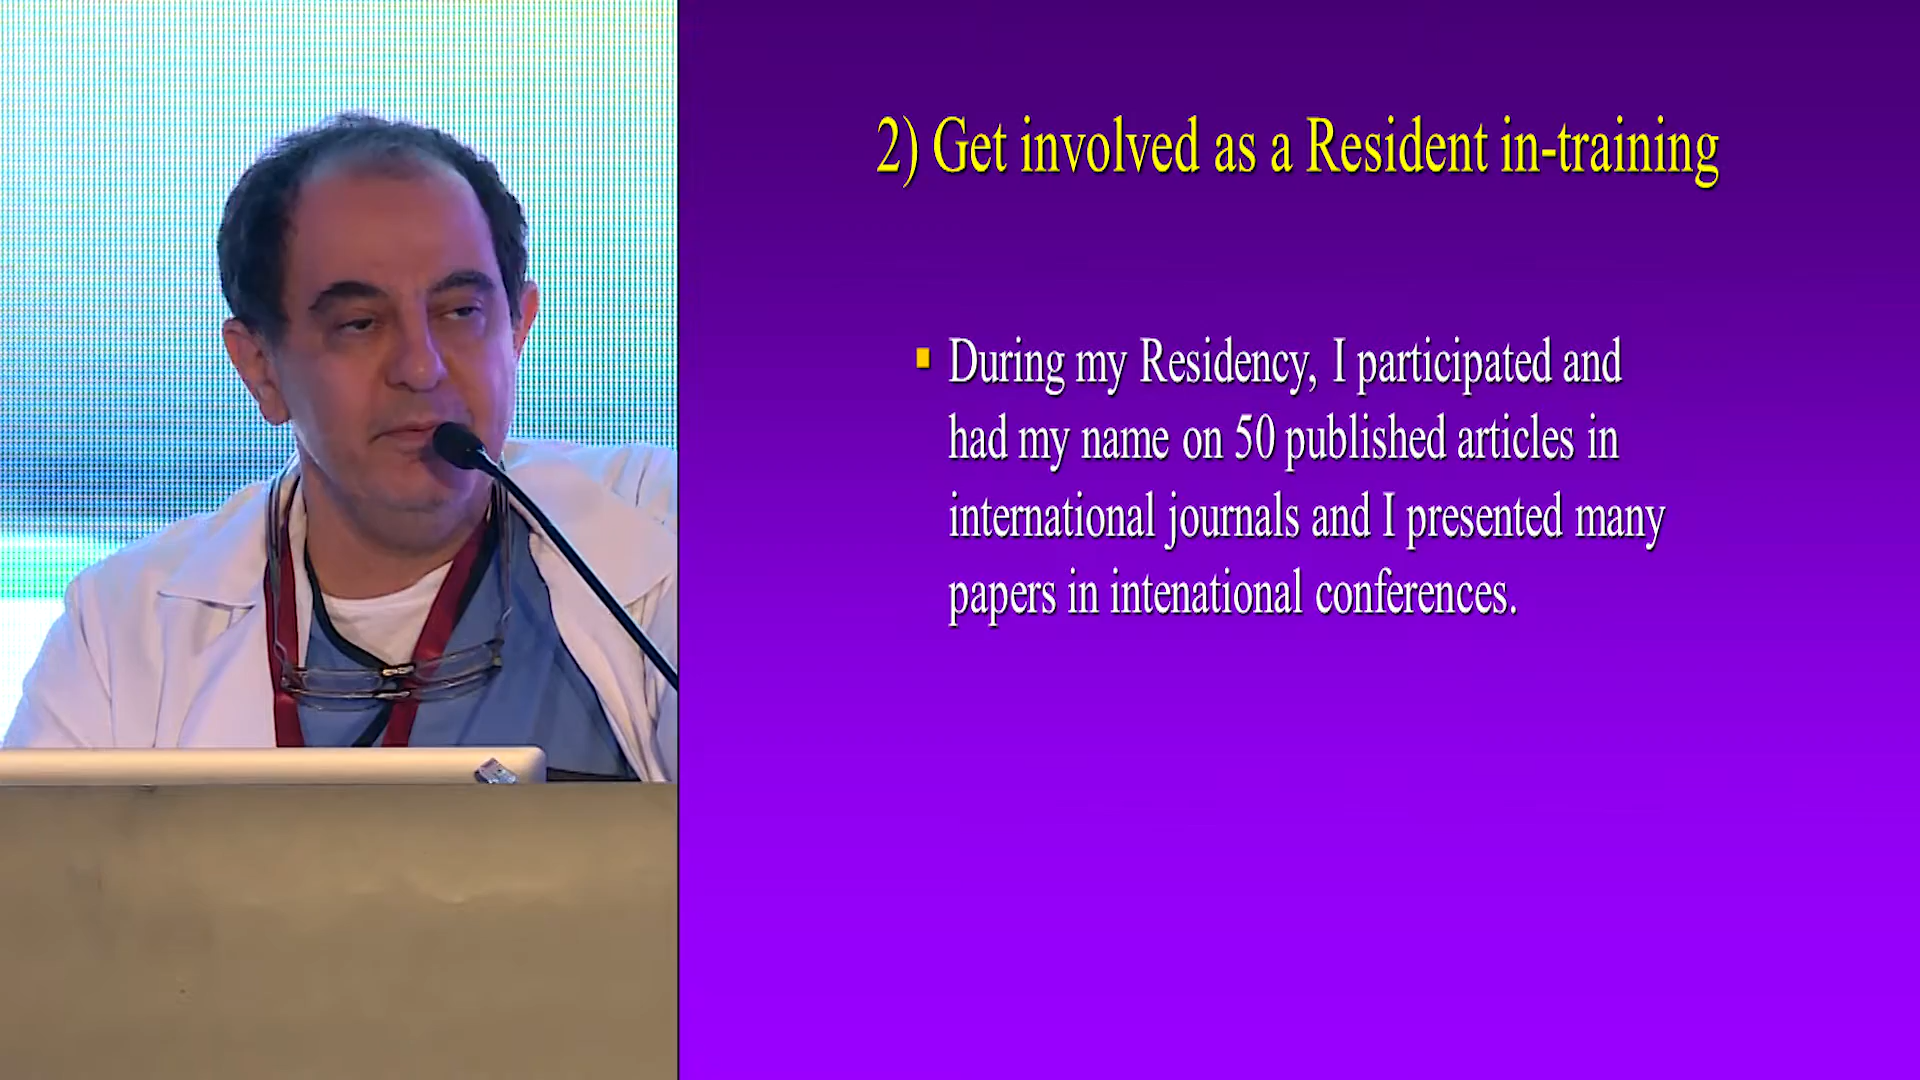 2) Get involved as a Resident in-training
▪ During my Residency, I participated and
had my name on 50 published articles in
international journals and I presented many
papers in intenational conferences.